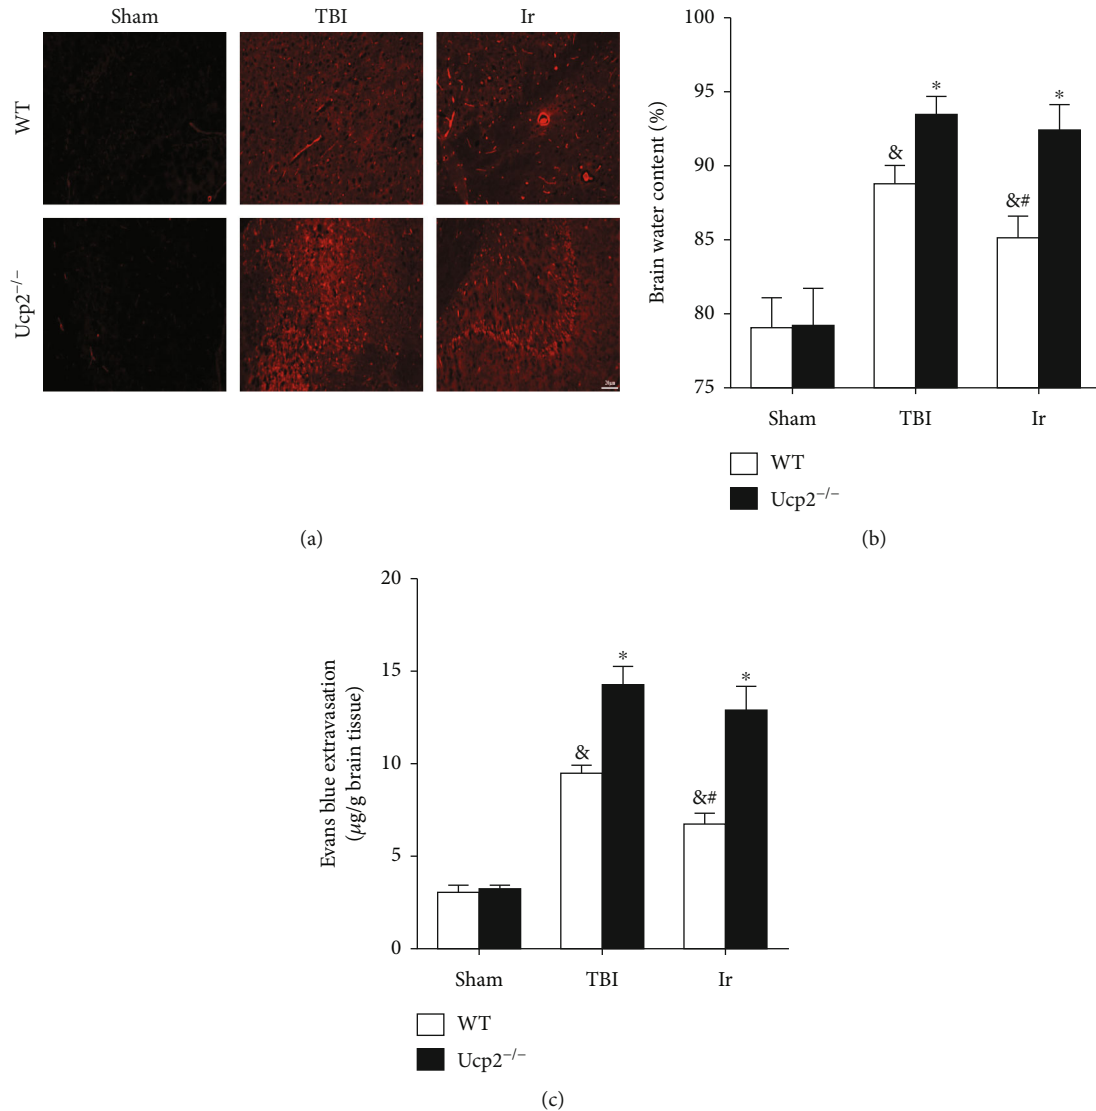 Sham TBI Ir
WT
Ucp2−/−
(a)
Brain water content (%)
100
95
90
85
80
75
&
*
&#
*
Sham TBI Ir
WT
Ucp2−/−
(b)
Evans blue extravasation
(μg/g brain tissue)
20
15
10
5
0
&
*
&#
*
Sham TBI Ir
WT
Ucp2−/−
(c)